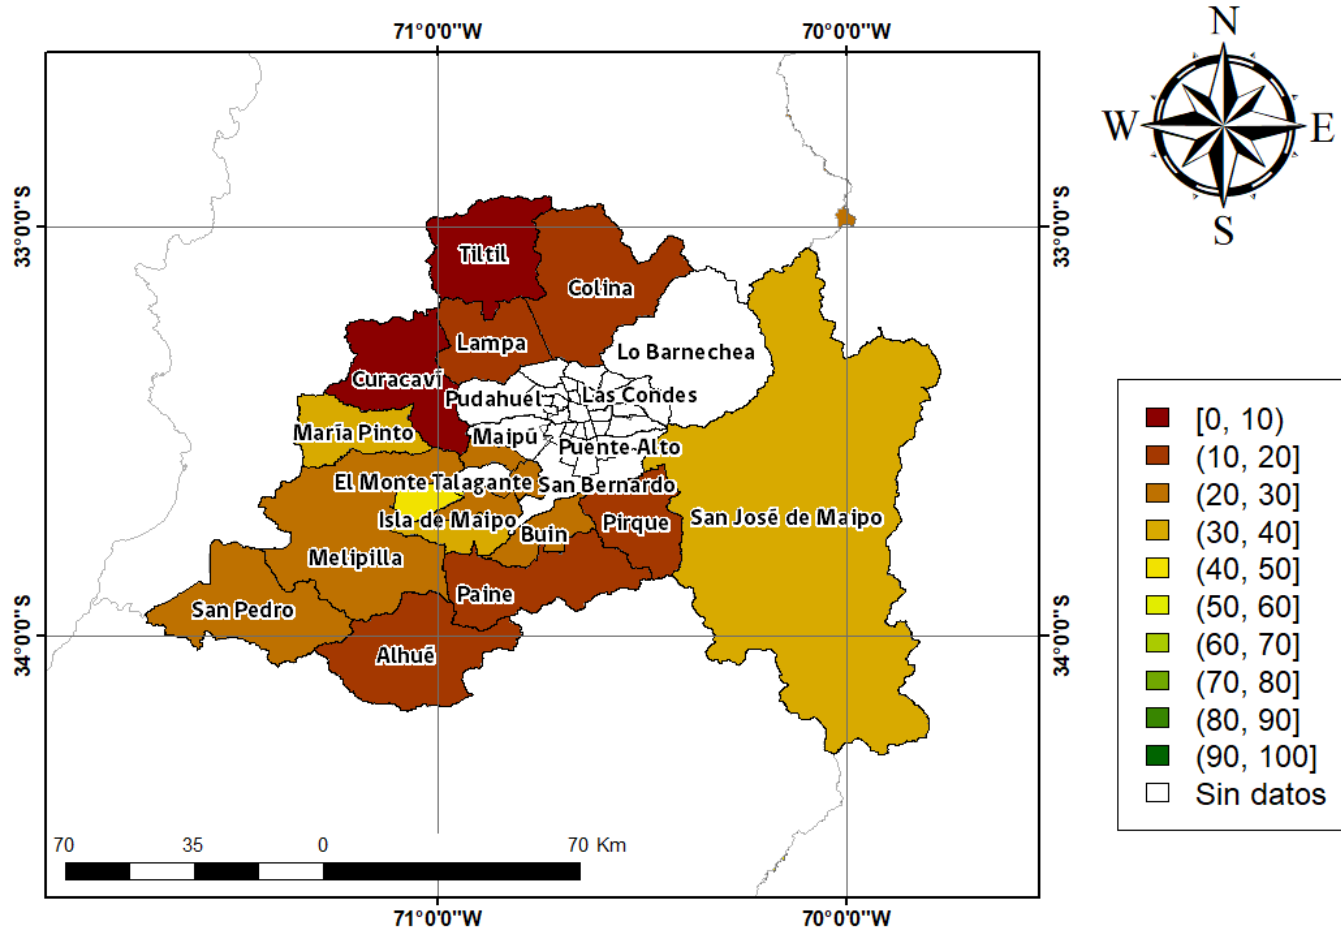 71°0'0"W 70°0'0"W
N
W E
S
33°0'0"S 33°0'0"S
Tiltil
Colina
Lampa
Lo Barnechea
Curacaví
Pudahuel Las Condes
María Pinto Maipú
Puente Alto
El Monte Talagante San Bernardo
Isla de Maipo Pirque San José de Maipo
Buin
Melipilla
Paine
San Pedro
34°0'0"S 34°0'0"S
Alhué
[0, 10)
(10, 20]
(20, 30]
(30, 40]
(40, 50]
(50, 60]
(60, 70]
(70, 80]
(80, 90]
(90, 100]
Sin datos
70 35 0 70 Km
71°0'0"W 70°0'0"W